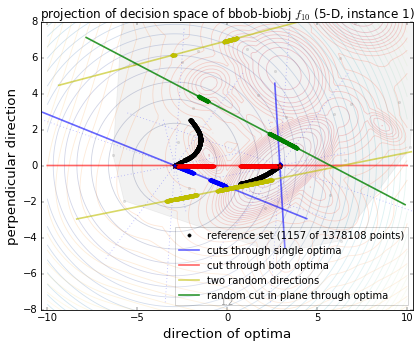 projection of decision space of bbob-biobj f₁₀ (5-D, instance 1)
8
6
4
2
0
−2
−4
−6
−8
perpendicular direction
reference set (1157 of 1378108 points)
cuts through single optima
cut through both optima
two random directions
random cut in plane through optima
−10
−5
0
5
10
direction of optima